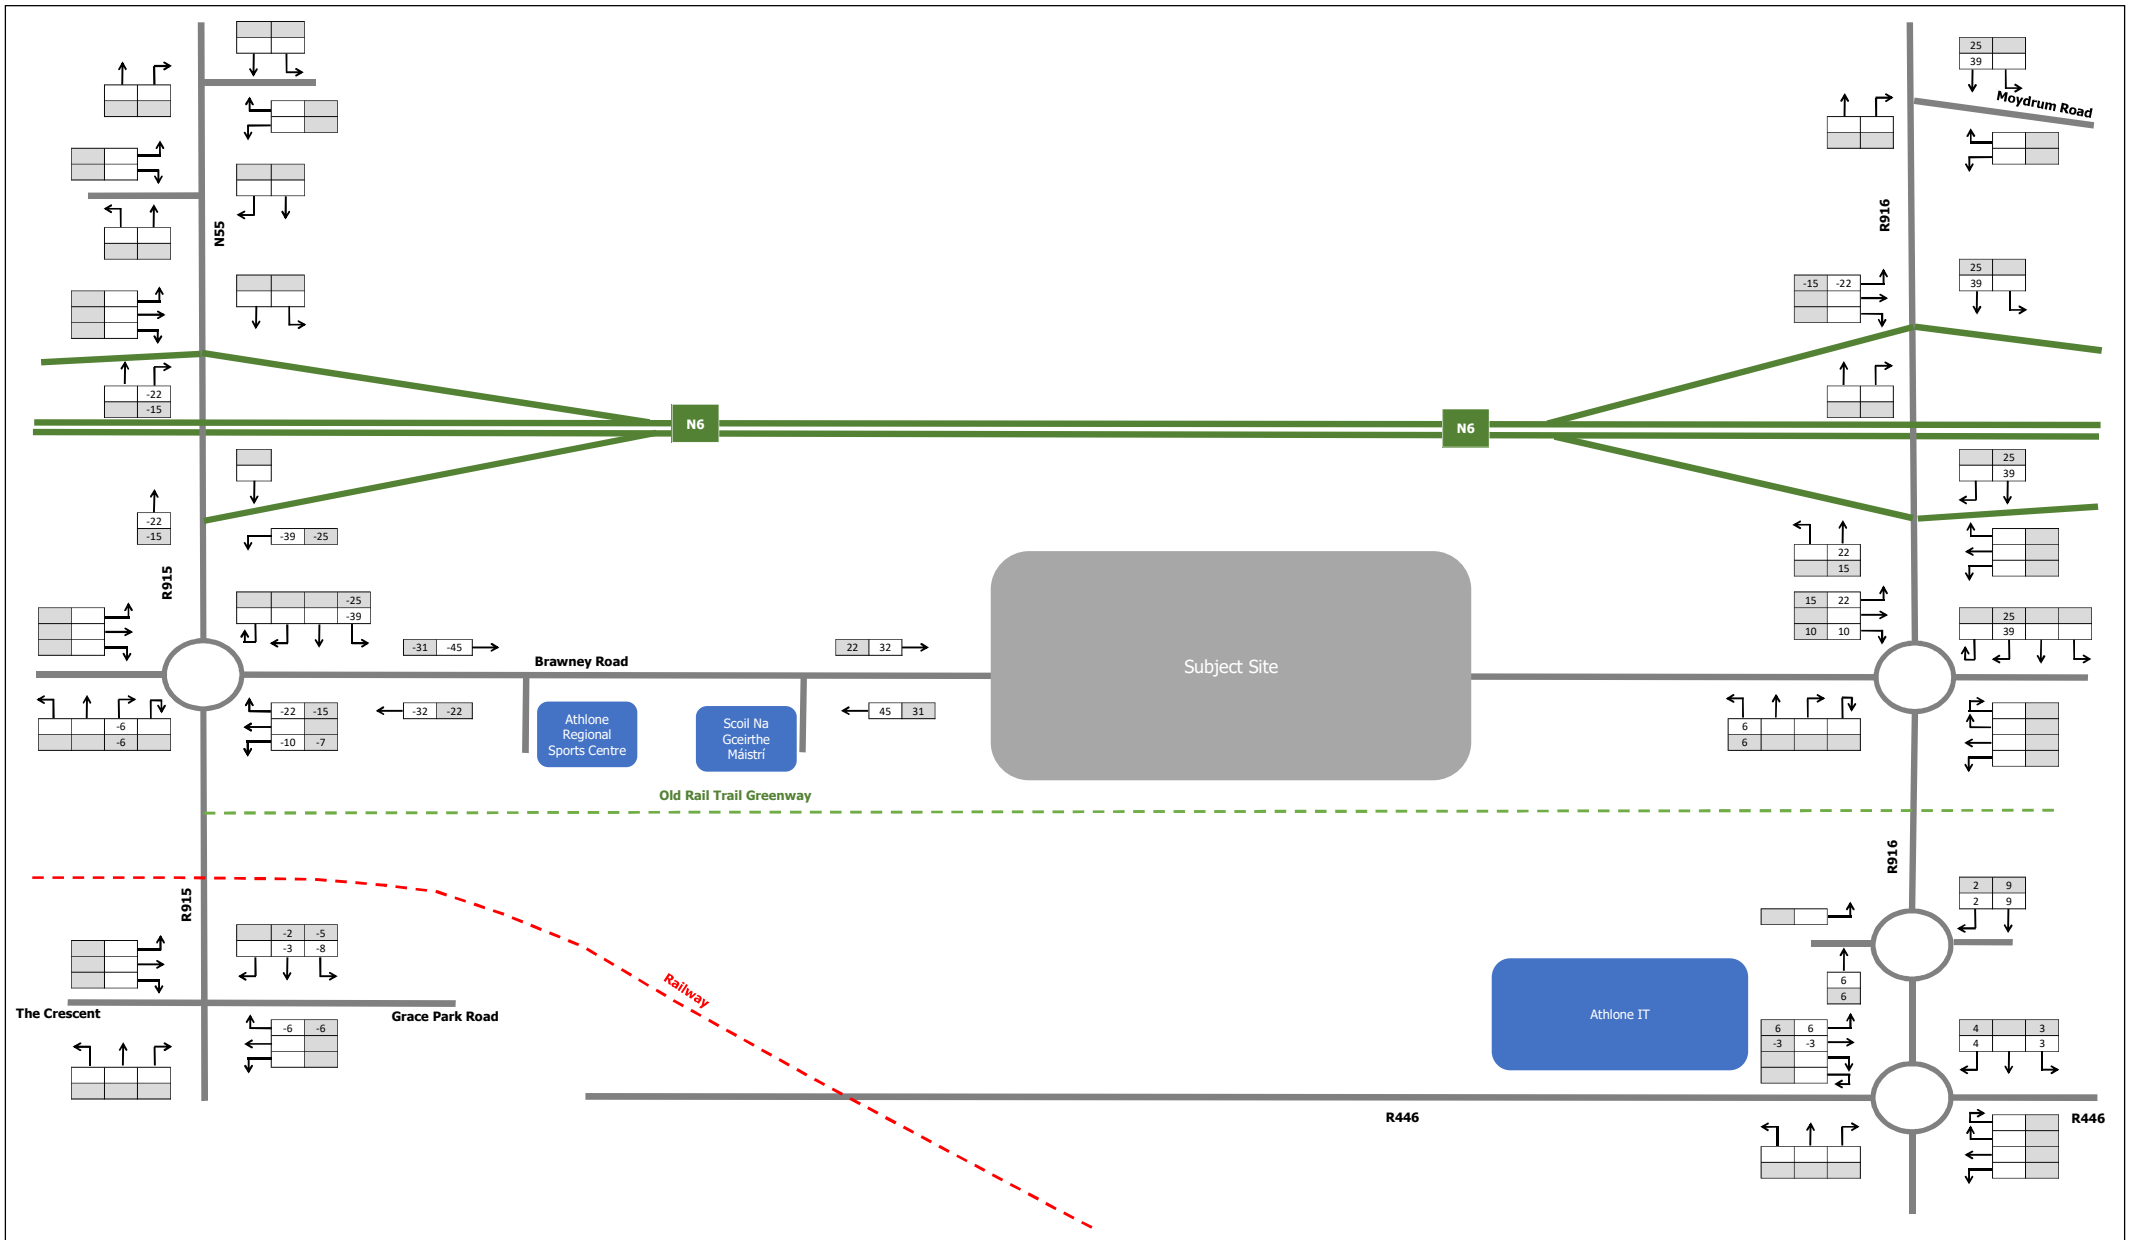 25
39
Moydrum Road
N55
R916
25
-15 -22
39
-22
-15
N6
N6
25
39
-22
-15
-39 -25
22
15
R915
15 22
10 10
-25
-39
25
39
-31 -45
22 32
Brawney Road
Subject Site
-6
-6
-22 -15
-10 -7
-32 -22
Athlone
Regional
Sports Centre
Scoil Na
Gceirthe
Máistrí
45 31
6
6
Old Rail Trail Greenway
R916
R915
2 9
2 9
-2 -5
-3 -8
Railway
6
6
The Crescent
Grace Park Road
Athlone IT
-6 -6
6 6
-3 -3
4 3
4 3
R446
R446